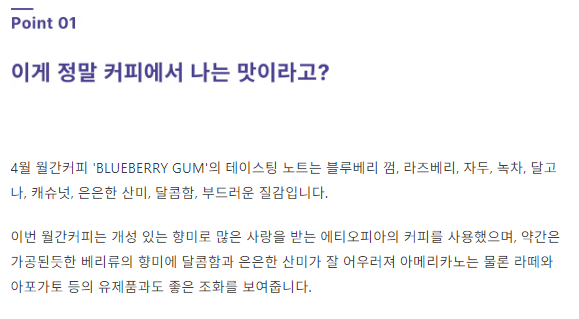 Point 01
이게 정말 커피에서 나는 맛이라고?
4월 월간커피 'BLUEBERRY GUM'의 테이스팅 노트는 블루베리 껌, 라즈베리, 자두, 녹차, 달고
나, 캐슈넛, 은은한 산미, 달콤함, 부드러운 질감입니다.
이번 월간커피는 개성 있는 향미로 많은 사랑을 받는 에티오피아의 커피를 사용했으며, 약간은
가공된듯한 베리류의 향미에 달콤함과 은은한 산미가 잘 어우러져 아메리카노는 물론 라떼와
아포가토 등의 유제품과도 좋은 조화를 보여줍니다.